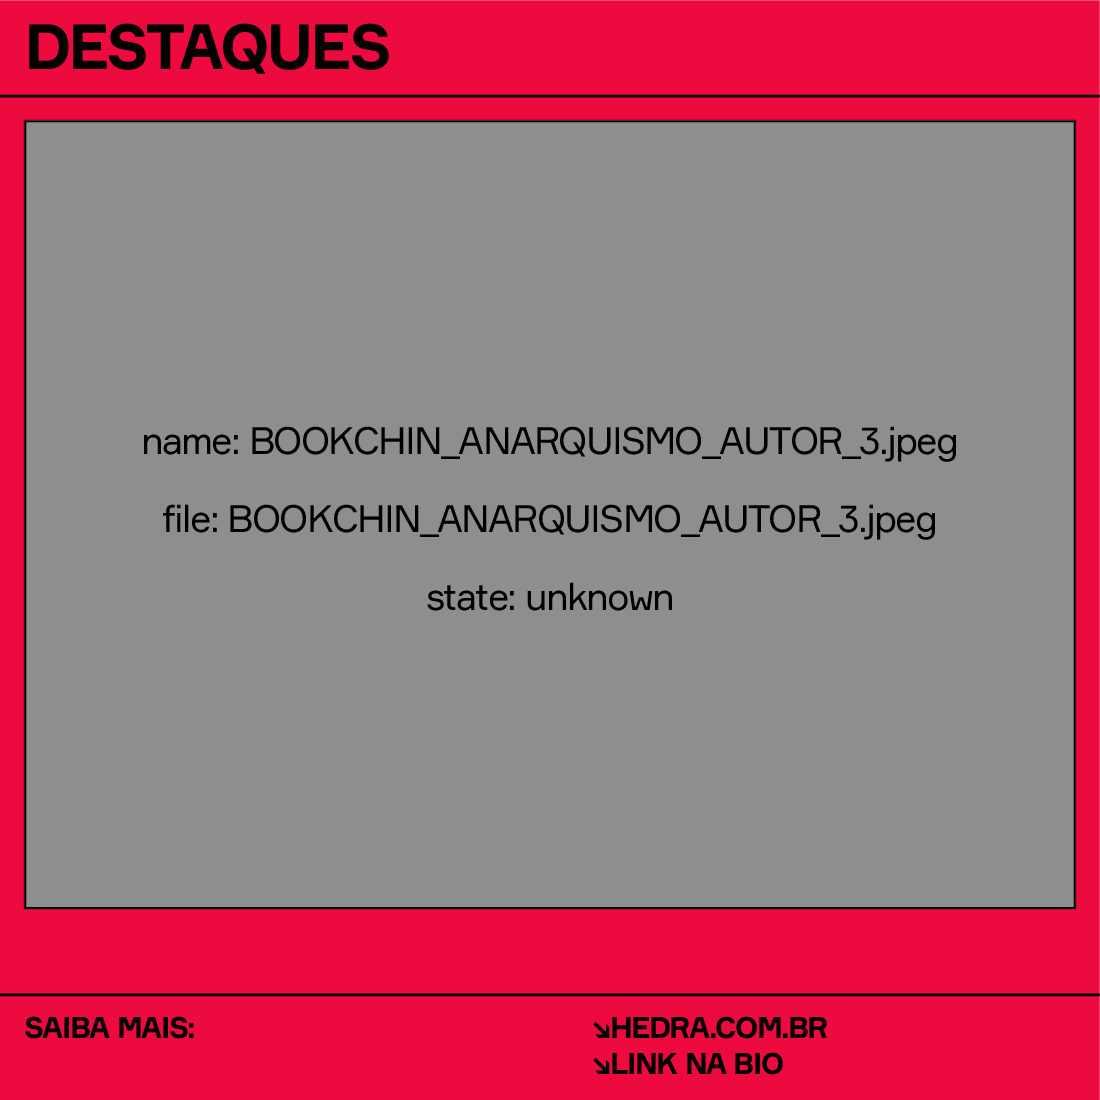 DESTAQUES
name: BOOKCHIN_ANARQUISMO_AUTOR_3.jpeg
file: BOOKCHIN_ANARQUISMO_AUTOR_3.jpeg
state: unknown
SAIBA MAIS:
↘HEDRA.COM.BR
↘LINK NA BIO